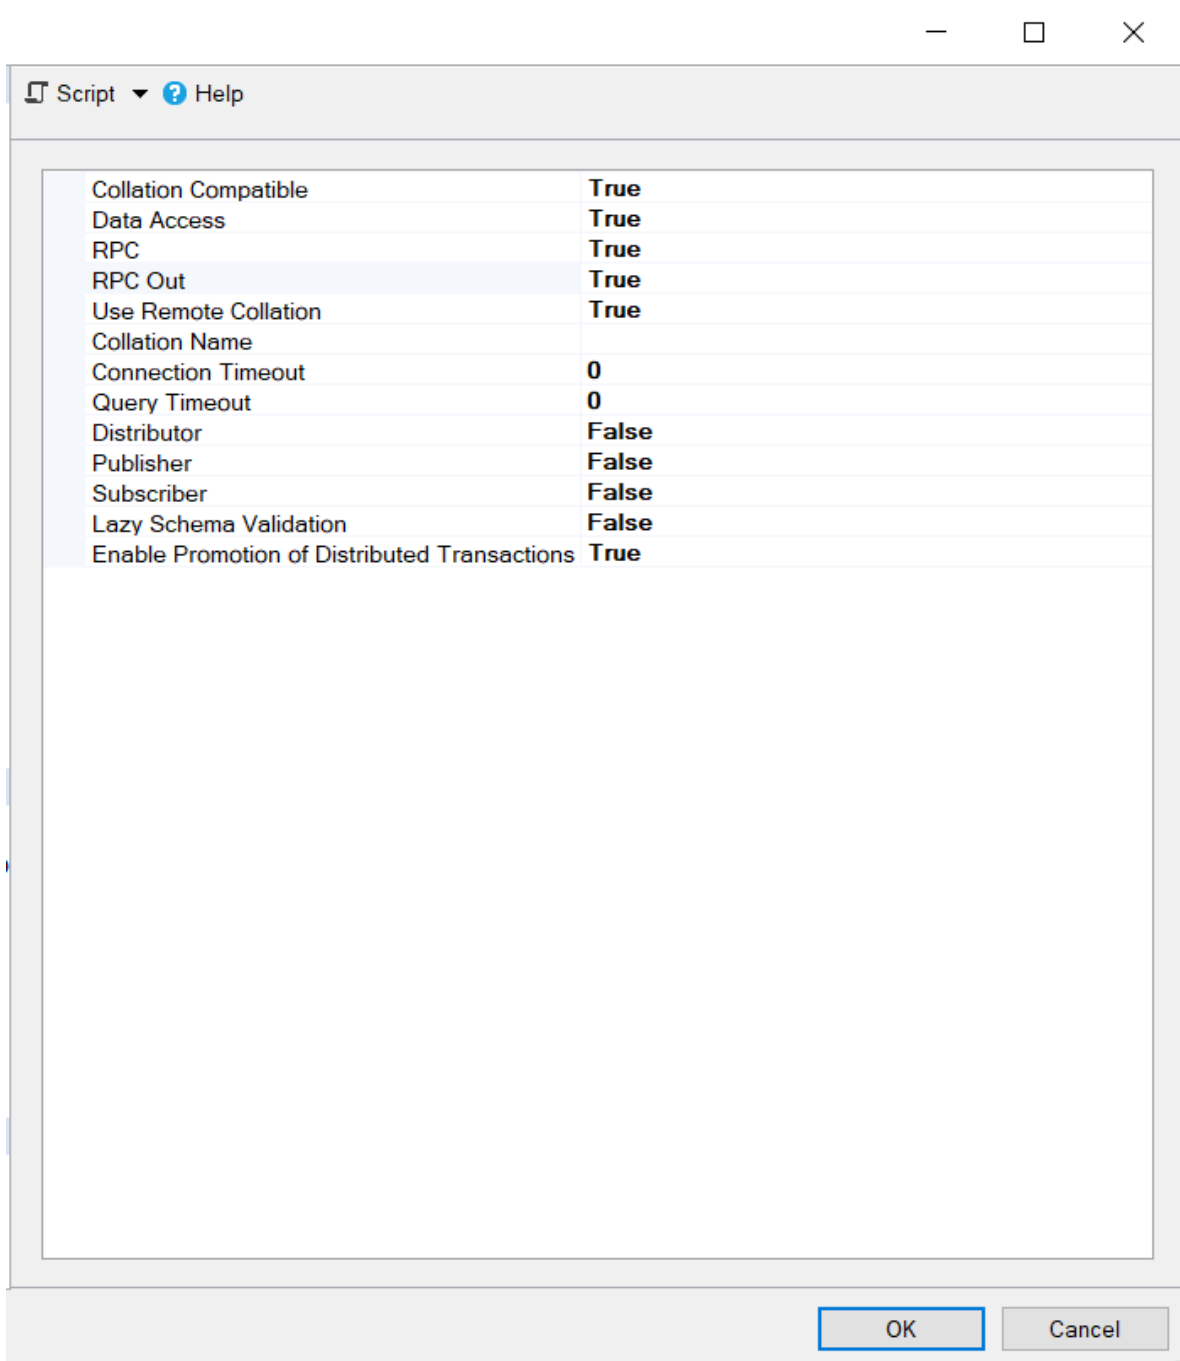 Script Help
Collation Compatible True
Data Access True
RPC True
RPC Out True
Use Remote Collation True
Collation Name
Connection Timeout 0
Query Timeout 0
Distributor False
Publisher False
Subscriber False
Lazy Schema Validation False
Enable Promotion of Distributed Transactions True
OK Cancel